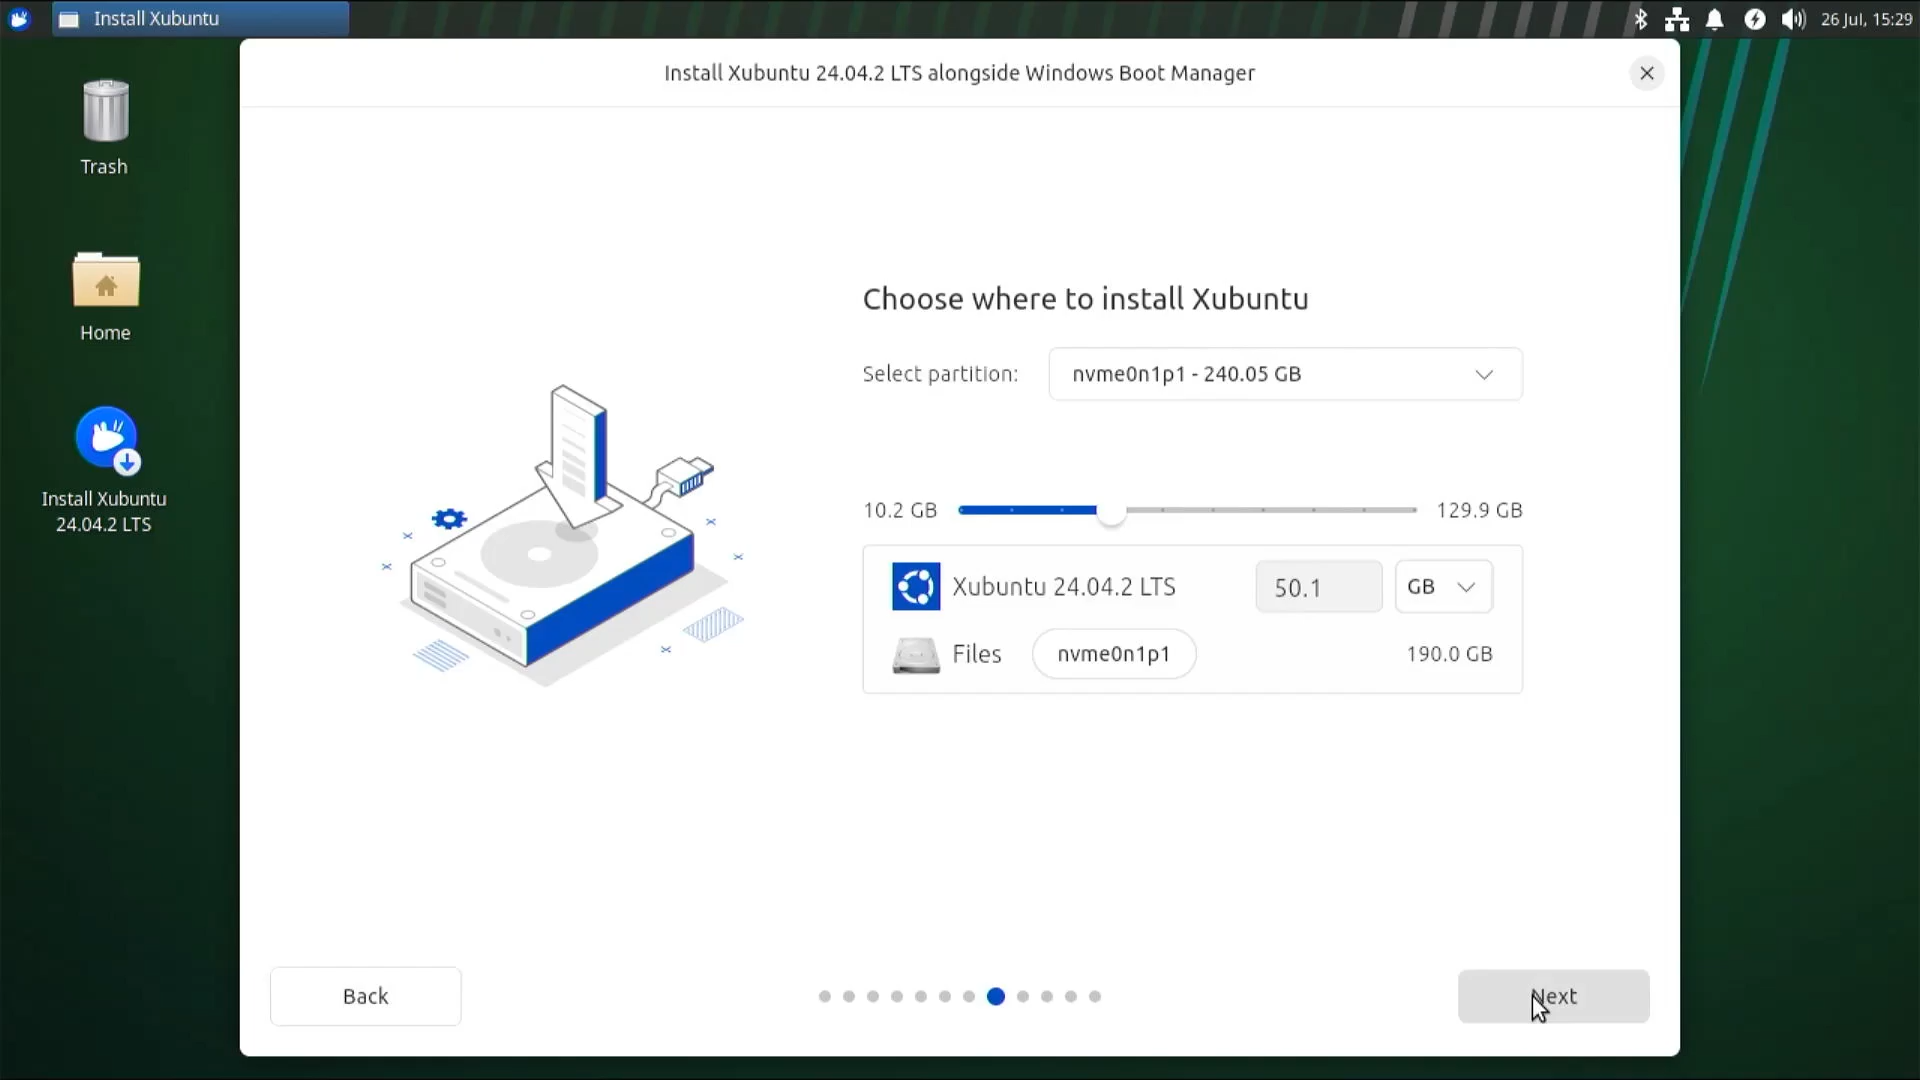 Install Xubuntu
26 Jul, 15:29
Install Xubuntu 24.04.2 LTS alongside Windows Boot Manager
Trash
Home
Install Xubuntu
24.04.2 LTS
Choose where to install Xubuntu
Select partition:
nvme0n1p1 - 240.05 GB
10.2 GB
129.9 GB
Xubuntu 24.04.2 LTS
50.1
GB
Files
nvme0n1p1
190.0 GB
Back
Next